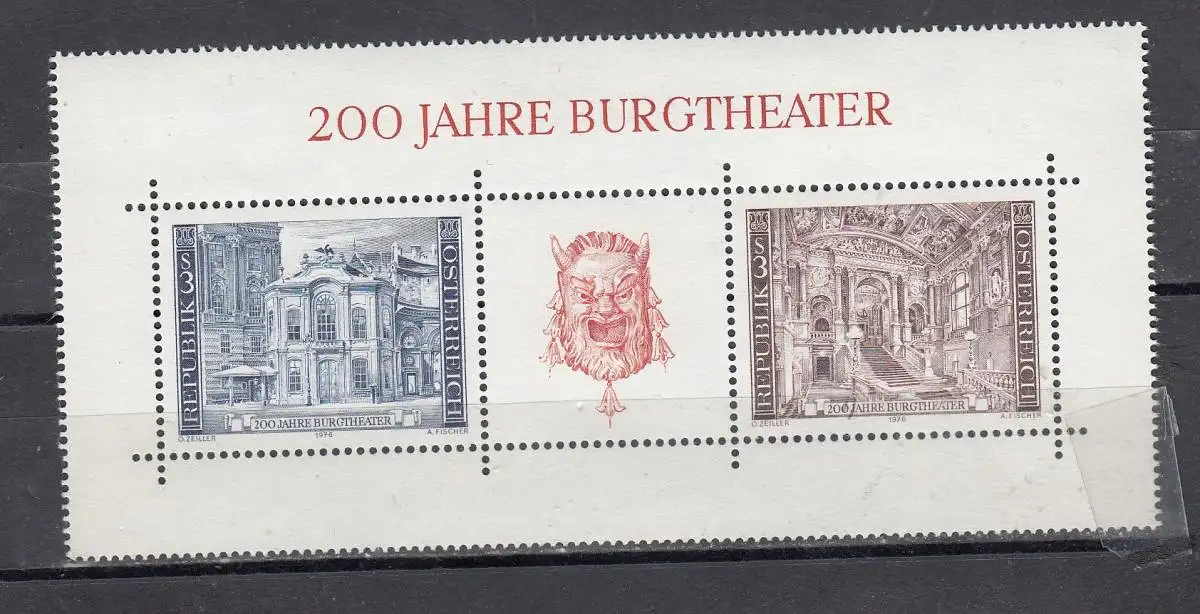 200 JAHRE BURGTHEATER
REPUBLIK S3
ÖSTERREICH
200 JAHRE BURGTHEATER
O. ZEILLER
1976
A. FISCHER
REPUBLIK S3
ÖSTERREICH
200 JAHRE BURGTHEATER
O. ZEILLER
1976
A. FISCHER